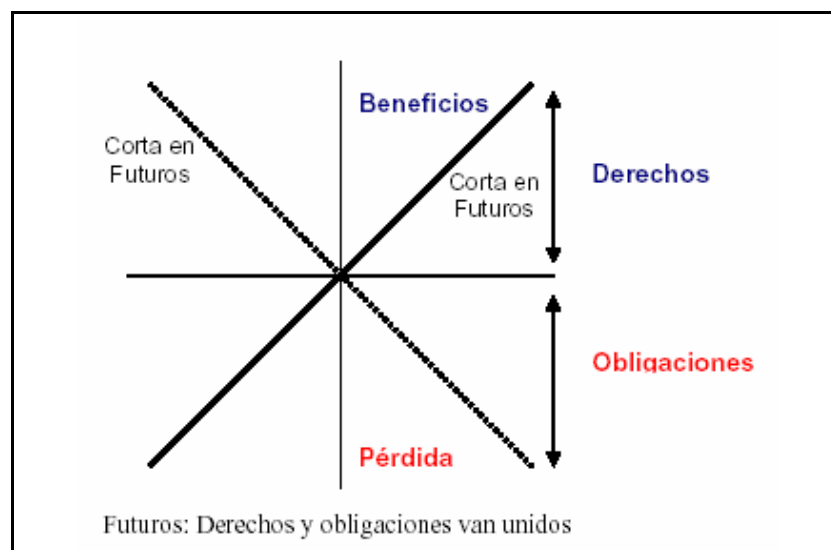 Beneficios
Corta en
Futuros
Corta en
Futuros
Derechos
Obligaciones
Pérdida
Futuros: Derechos y obligaciones van unidos